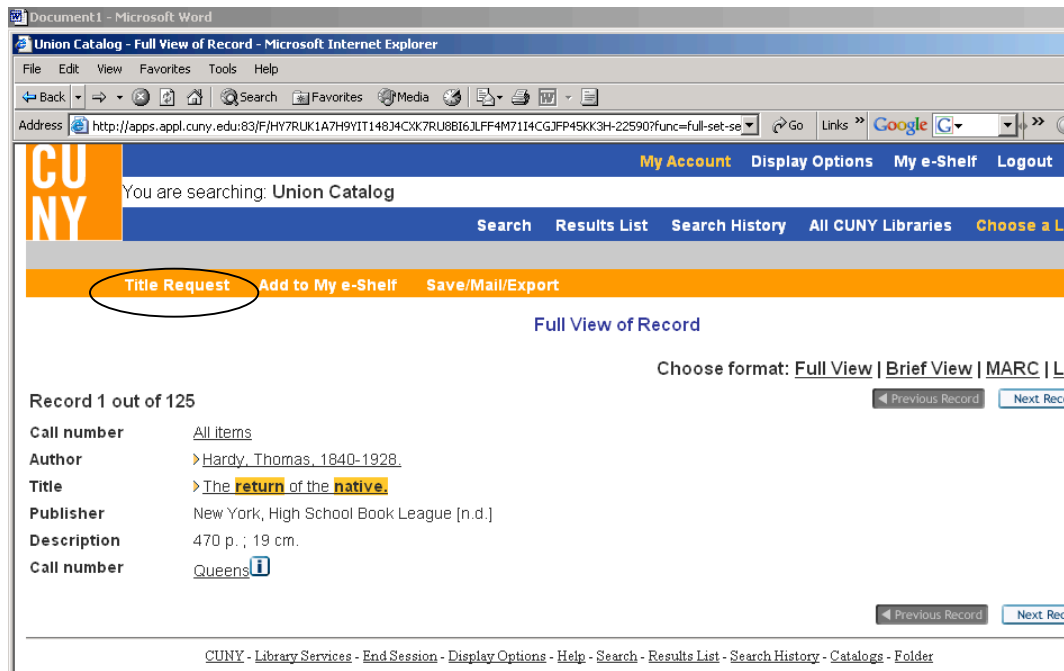 Document1 - Microsoft Word
Union Catalog - Full View of Record - Microsoft Internet Explorer
File Edit View Favorites Tools Help
Back Search Favorites Media
Address http://apps.appl.cuny.edu:83/F/HY7RUK1A7H9YIT148J4CXK7RU8BI6JLFF4M71I4CGJFP45KK3H-22590?func=full-set-se Go Links » Google G »
CU
NY
My Account Display Options My e-Shelf Logout
You are searching: Union Catalog
Search Results List Search History All CUNY Libraries Choose a L
Title Request Add to My e-Shelf Save/Mail/Export
Full View of Record
Choose format: Full View | Brief View | MARC | L
Record 1 out of 125 Previous Record Next Rec
Call number All items
Author Hardy, Thomas, 1840-1928.
Title The return of the native.
Publisher New York, High School Book League [n.d.]
Description 470 p. ; 19 cm.
Call number Queens i
Previous Record Next Rec
CUNY - Library Services - End Session - Display Options - Help - Search - Results List - Search History - Catalogs - Folder